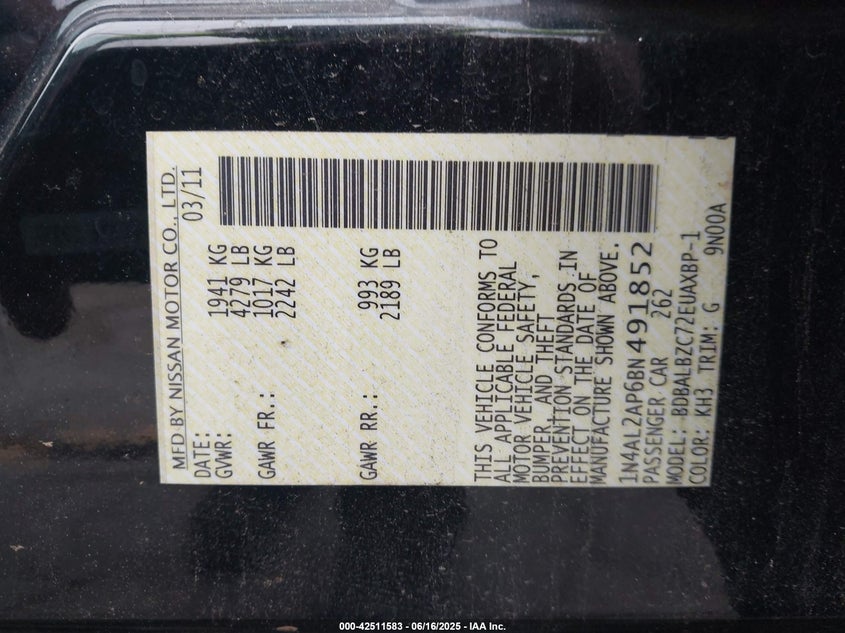 MFD BY NISSAN MOTOR CO., LTD.
DATE: 03/11
GVWR: 1941 KG
4279 LB
GAWR FR.: 1017 KG
2242 LB
GAWR RR.: 993 KG
2189 LB
THIS VEHICLE CONFORMS TO
ALL APPLICABLE FEDERAL
MOTOR VEHICLE SAFETY,
BUMPER, AND THEFT
PREVENTION STANDARDS IN
EFFECT ON THE DATE OF
MANUFACTURE SHOWN ABOVE.
1N4AL2AP6BN491852
PASSENGER CAR 262
MODEL: BDBALBZC72EUAXBP-1
COLOR: KH3 TRIM: G 9N00A
000-42511583 - 06/16/2025 - IAA Inc.